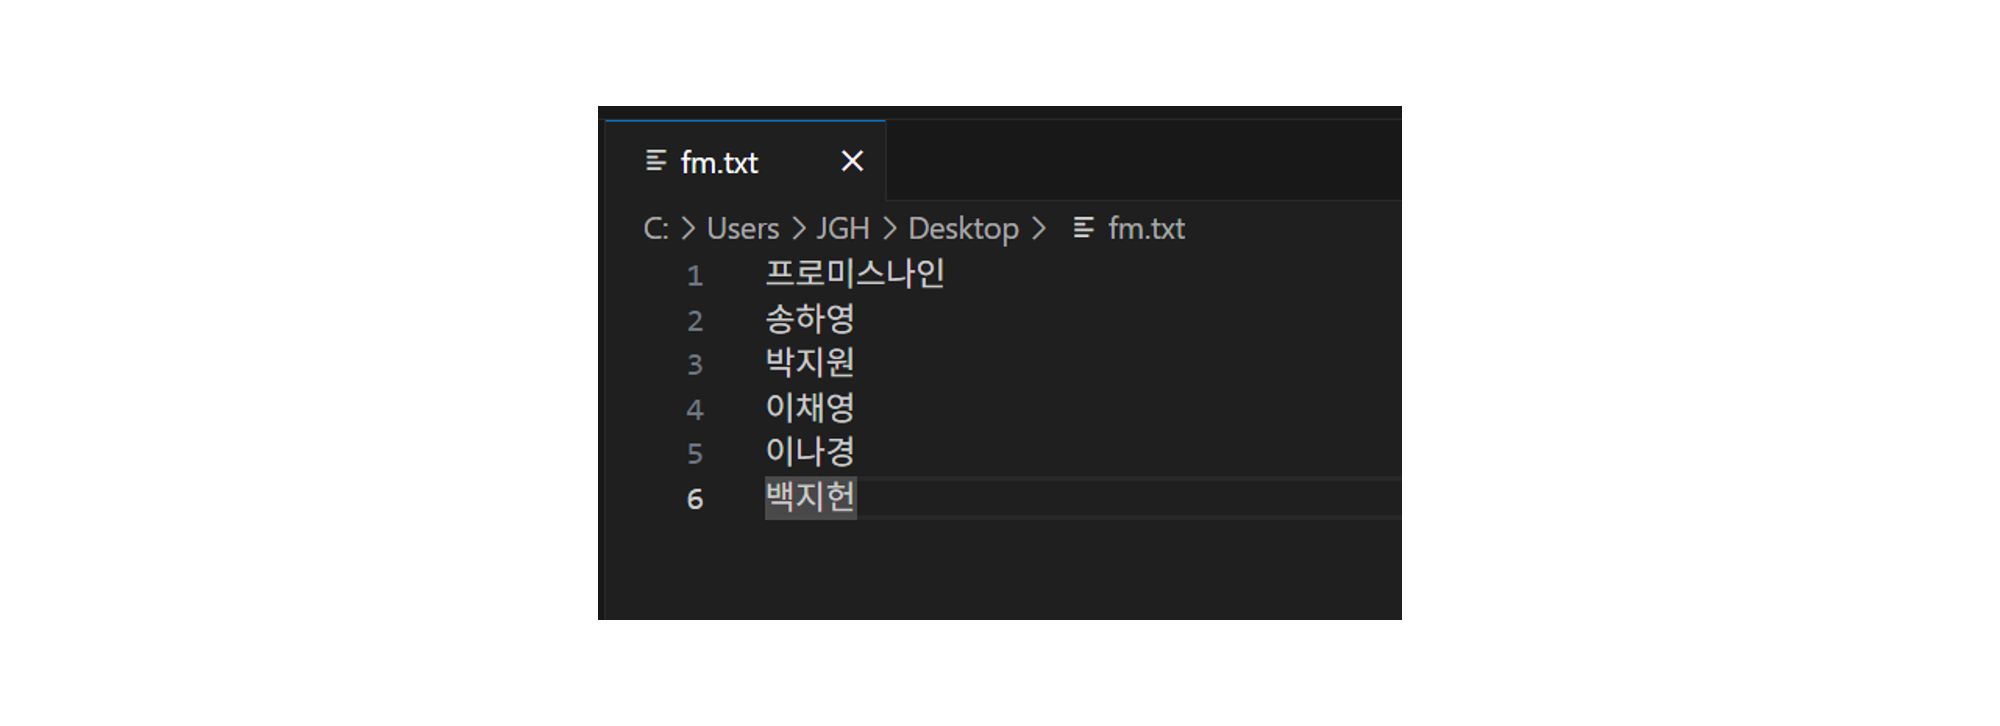 fm.txt
C: > Users > JGH > Desktop > fm.txt
1 프로미스나인
2 송하영
3 박지원
4 이채영
5 이나경
6 백지헌